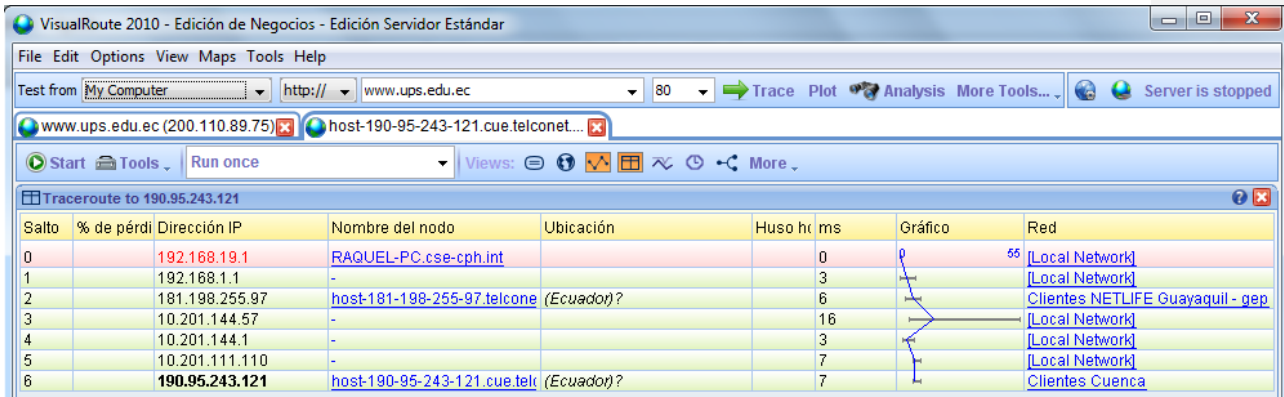 VisualRoute 2010 - Edición de Negocios - Edición Servidor Estándar
File Edit Options View Maps Tools Help
Test from My Computer http:// www.ups.edu.ec 80 Trace Plot Analysis More Tools... Server is stopped
www.ups.edu.ec (200.110.89.75) host-190-95-243-121.cue.telconet....
Start Tools Run once Views: More
Traceroute to 190.95.243.121
Salto % de pérdi Dirección IP Nombre del nodo Ubicación Huso ho ms Gráfico Red
0 192.168.19.1 RAQUEL-PC.cse-cph.int 0 0 55 [Local Network]
1 192.168.1.1 - 3 [Local Network]
2 181.198.255.97 host-181-198-255-97.telcone (Ecuador)? 6 Clientes NETLIFE Guayaquil - gep
3 10.201.144.57 - 16 [Local Network]
4 10.201.144.1 - 3 [Local Network]
5 10.201.111.110 - 7 [Local Network]
6 190.95.243.121 host-190-95-243-121.cue.telc (Ecuador)? 7 Clientes Cuenca